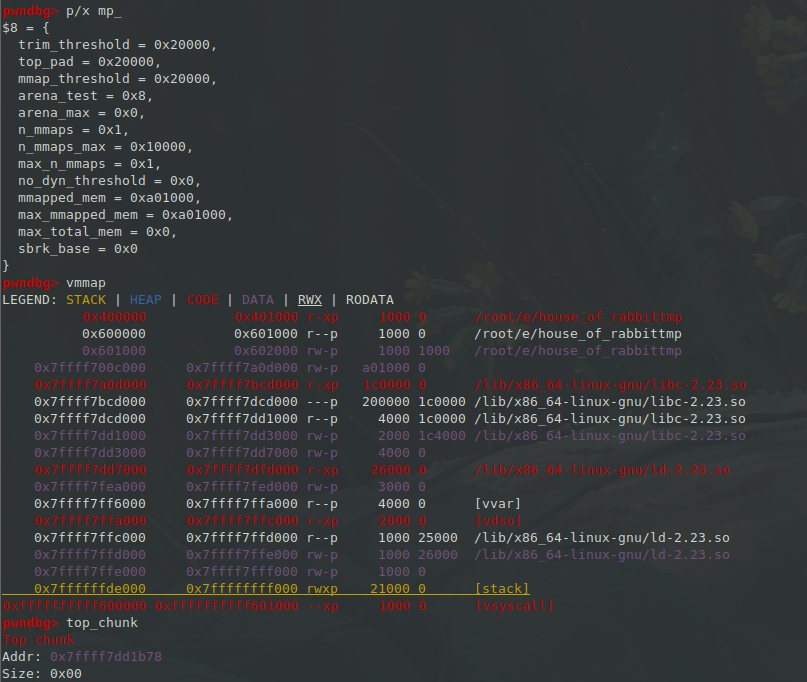 pwndbg> p/x mp_
$8 = {
  trim_threshold = 0x20000,
  top_pad = 0x20000,
  mmap_threshold = 0x20000,
  arena_test = 0x8,
  arena_max = 0x0,
  n_mmaps = 0x1,
  n_mmaps_max = 0x10000,
  max_n_mmaps = 0x1,
  no_dyn_threshold = 0x0,
  mmapped_mem = 0xa01000,
  max_mmapped_mem = 0xa01000,
  max_total_mem = 0x0,
  sbrk_base = 0x0
}
pwndbg> vmmap
LEGEND: STACK | HEAP | CODE | DATA | RWX | RODATA
          0x400000           0x401000 r-xp     1000 0      /root/e/house_of_rabbittmp
          0x600000           0x601000 r--p     1000 0      /root/e/house_of_rabbittmp
          0x601000           0x602000 rw-p     1000 1000   /root/e/house_of_rabbittmp
    0x7ffff700c000     0x7ffff7a0d000 rw-p   a01000 0
    0x7ffff7a0d000     0x7ffff7bcd000 r-xp   1c0000 0      /lib/x86_64-linux-gnu/libc-2.23.so
    0x7ffff7bcd000     0x7ffff7dcd000 ---p   200000 1c0000 /lib/x86_64-linux-gnu/libc-2.23.so
    0x7ffff7dcd000     0x7ffff7dd1000 r--p     4000 1c0000 /lib/x86_64-linux-gnu/libc-2.23.so
    0x7ffff7dd1000     0x7ffff7dd3000 rw-p     2000 1c4000 /lib/x86_64-linux-gnu/libc-2.23.so
    0x7ffff7dd3000     0x7ffff7dd7000 rw-p     4000 0
    0x7ffff7dd7000     0x7ffff7dfd000 r-xp    26000 0      /lib/x86_64-linux-gnu/ld-2.23.so
    0x7ffff7fea000     0x7ffff7fed000 rw-p     3000 0
    0x7ffff7ff6000     0x7ffff7ffa000 r--p     4000 0      [vvar]
    0x7ffff7ffa000     0x7ffff7ffc000 r-xp     2000 0      [vdso]
    0x7ffff7ffc000     0x7ffff7ffd000 r--p     1000 25000  /lib/x86_64-linux-gnu/ld-2.23.so
    0x7ffff7ffd000     0x7ffff7ffe000 rw-p     1000 26000  /lib/x86_64-linux-gnu/ld-2.23.so
    0x7ffff7ffe000     0x7ffff7fff000 rw-p     1000 0
    0x7ffffffde000     0x7ffffffff000 rwxp    21000 0      [stack]
0xffffffffff600000 0xffffffffff601000 --xp     1000 0      [vsyscall]
pwndbg> top_chunk
Top chunk
Addr: 0x7ffff7dd1b78
Size: 0x00